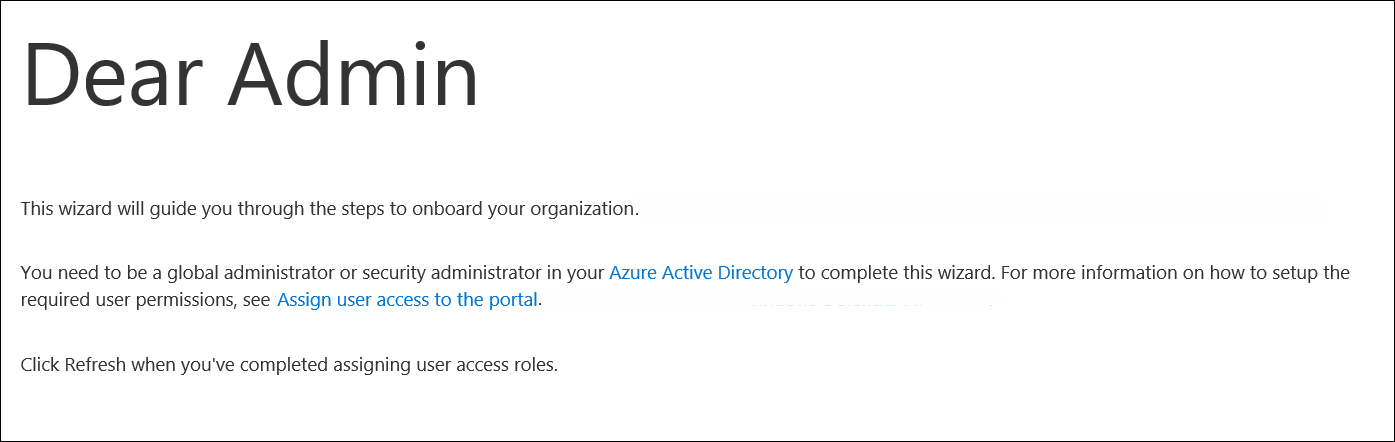 Dear Admin
This wizard will guide you through the steps to onboard your organization.
You need to be a global administrator or security administrator in your Azure Active Directory to complete this wizard. For more information on how to setup the
required user permissions, see Assign user access to the portal.
Click Refresh when you've completed assigning user access roles.